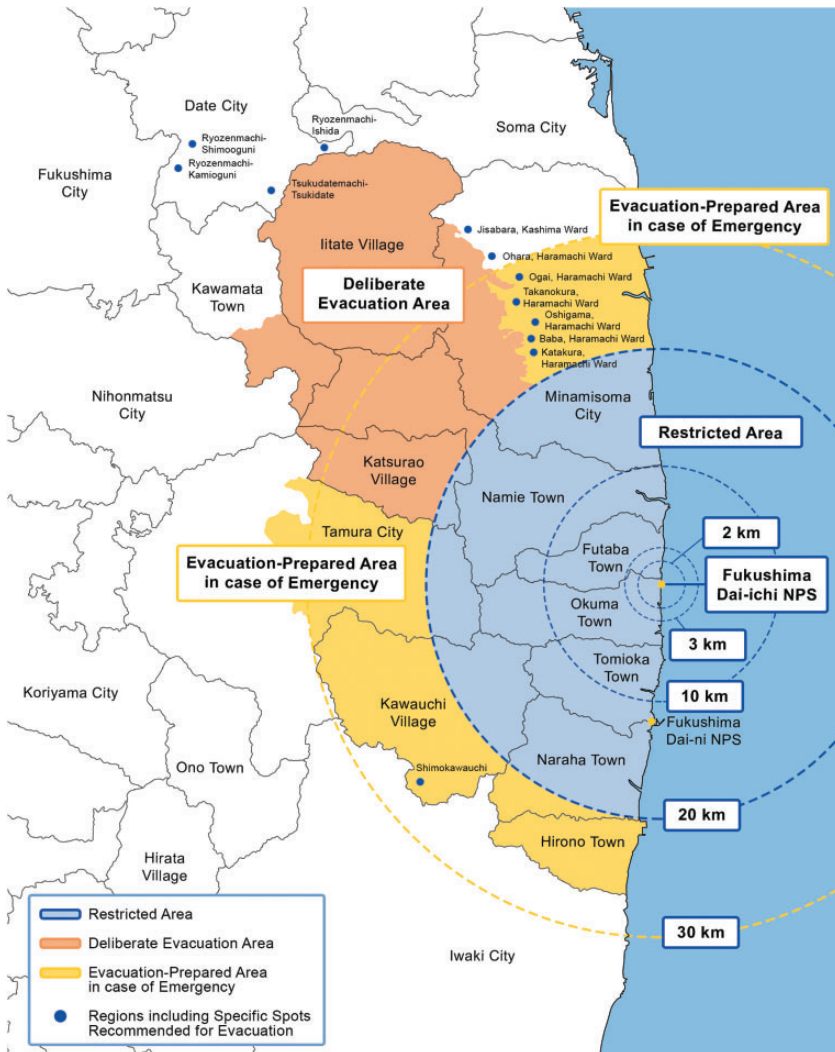 Date City
Ryozenmachi-
Ishida
Soma City
Ryozenmachi-
Shimooguni
Ryozenmachi-
Kamioguni
Fukushima
City
Tsukudatemachi-
Tsukidate
Evacuation-Prepared Area
in case of Emergency
Jisabara, Kashima Ward
Iitate Village
Ohara, Haramachi Ward
Deliberate
Evacuation Area
Ogai, Haramachi Ward
Kawamata
Town
Takanokura,
Haramachi Ward
Oshigama,
Haramachi Ward
Baba, Haramachi Ward
Katakura,
Haramachi Ward
Nihonmatsu
City
Minamisoma
City
Restricted Area
Katsurao
Village
Namie Town
Tamura City
2 km
Futaba
Town
Evacuation-Prepared Area
in case of Emergency
Fukushima
Dai-ichi NPS
Okuma
Town
3 km
Tomioka
Town
Koriyama City
10 km
Kawauchi
Village
Fukushima
Dai-ni NPS
Ono Town
Naraha Town
Shimokawauchi
20 km
Hirono Town
Hirata
Village
30 km
Iwaki City
Restricted Area
Deliberate Evacuation Area
Evacuation-Prepared Area
in case of Emergency
Regions including Specific Spots
Recommended for Evacuation